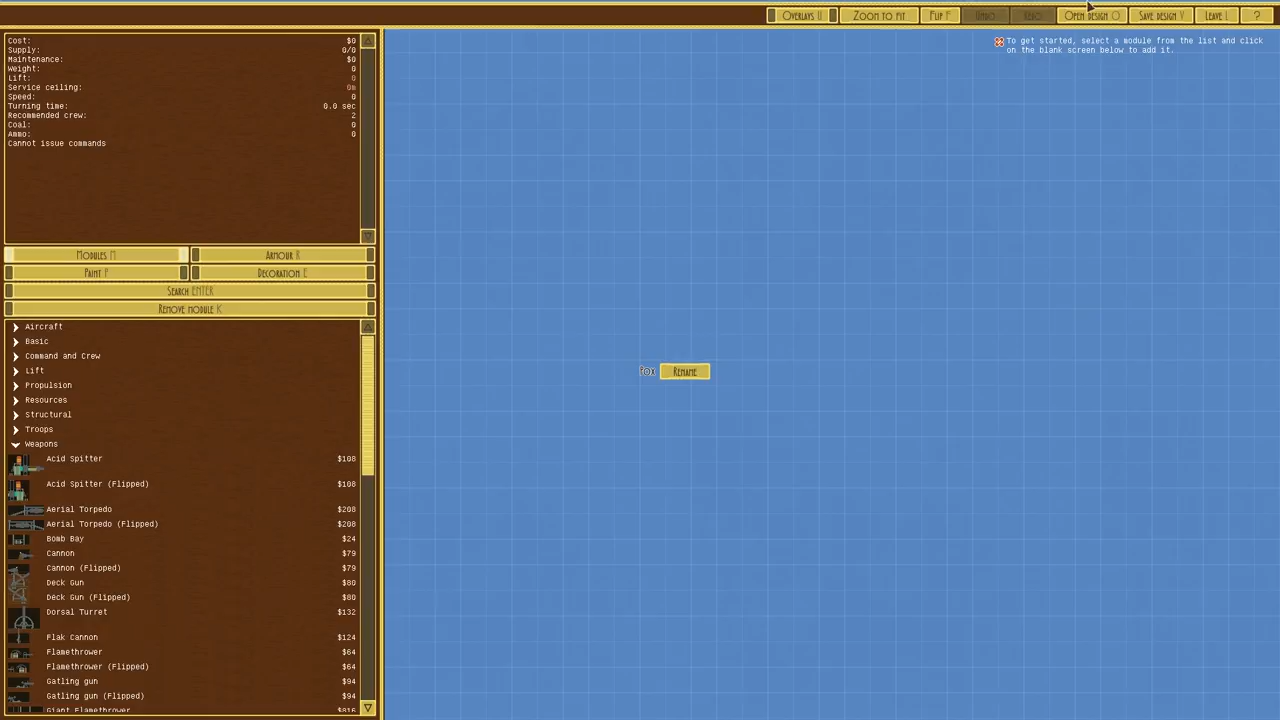 Overlays U
Zoom to fit
Flip F
Undo
Redo
Open design O
Save design V
Leave L
?
Cost: $0
Supply: 0/0
Maintenance: $0
Weight: 0
Lift: 0
Service ceiling: 0m
Speed: 0
Turning time: 0.0 sec
Recommended crew: 2
Coal: 0
Ammo: 0
Cannot issue commands
To get started, select a module from the list and click
on the blank screen below to add it.
Modules M
Armour R
Paint P
Decoration E
Search ENTER
Remove module K
Aircraft
Basic
Command and Crew
Lift
Propulsion
Resources
Structural
Troops
Weapons
Acid Spitter $108
Acid Spitter (Flipped) $108
Aerial Torpedo $208
Aerial Torpedo (Flipped) $208
Bomb Bay $24
Cannon $79
Cannon (Flipped) $79
Deck Gun $80
Deck Gun (Flipped) $80
Dorsal Turret $132
Flak Cannon $124
Flamethrower $64
Flamethrower (Flipped) $64
Gatling gun $94
Gatling gun (Flipped) $94
Giant Flamethrower $816
Fox
Rename